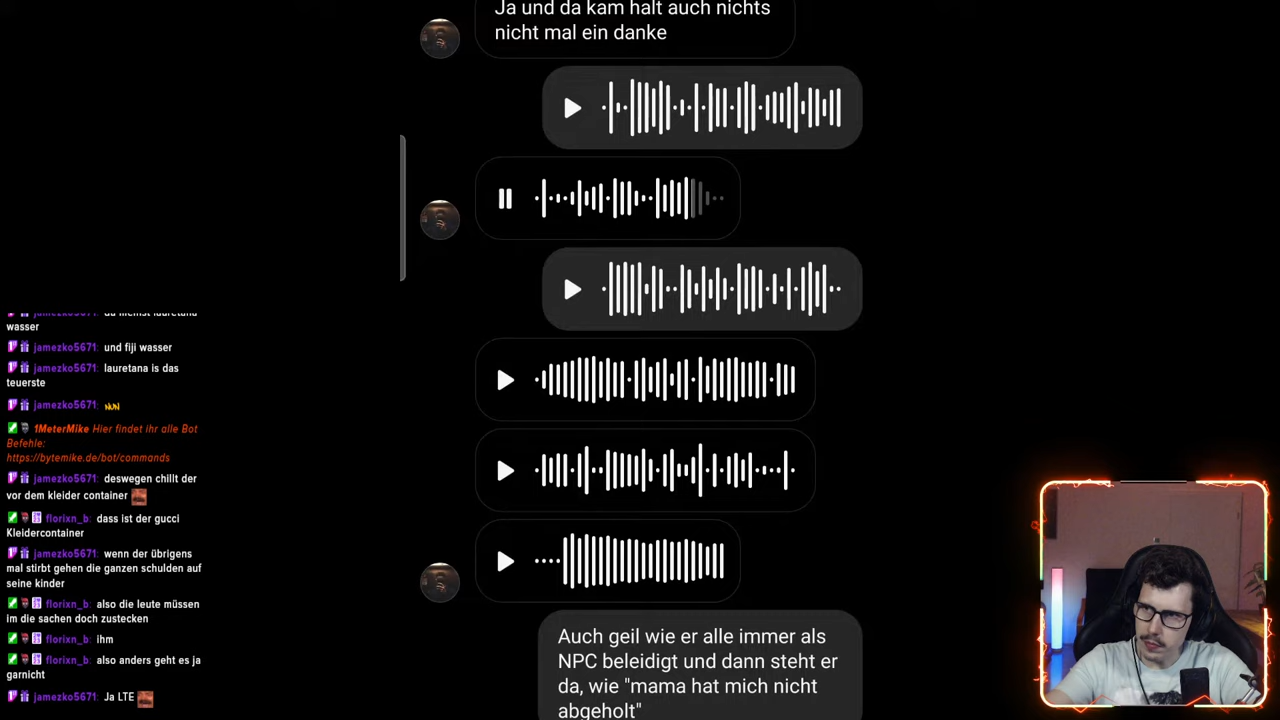 Ja und da kam halt auch nichts
nicht mal ein danke
wasser
jamezko5671: und fiji wasser
jamezko5671: lauretana is das
teuerste
jamezko5671:
1MeterMike Hier findet ihr alle Bot
Befehle:
https://bytemike.de/bot/commands
jamezko5671: deswegen chillt der
vor dem kleider container
florixn_b: dass ist der gucci
Kleidercontainer
jamezko5671: wenn der übrigens
mal stirbt gehen die ganzen schulden auf
seine kinder
florixn_b: also die leute müssen
im die sachen doch zustecken
florixn_b: ihm
florixn_b: also anders geht es ja
garnicht
jamezko5671: Ja LTE
Auch geil wie er alle immer als
NPC beleidigt und dann steht er
da, wie "mama hat mich nicht
abgeholt"